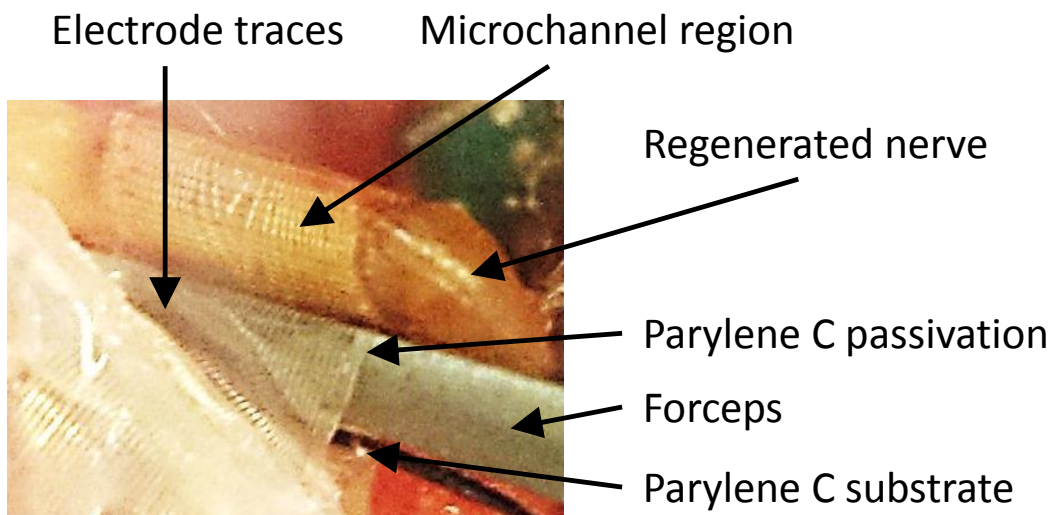 Electrode traces
Microchannel region
Regenerated nerve
Parylene C passivation
Forceps
Parylene C substrate